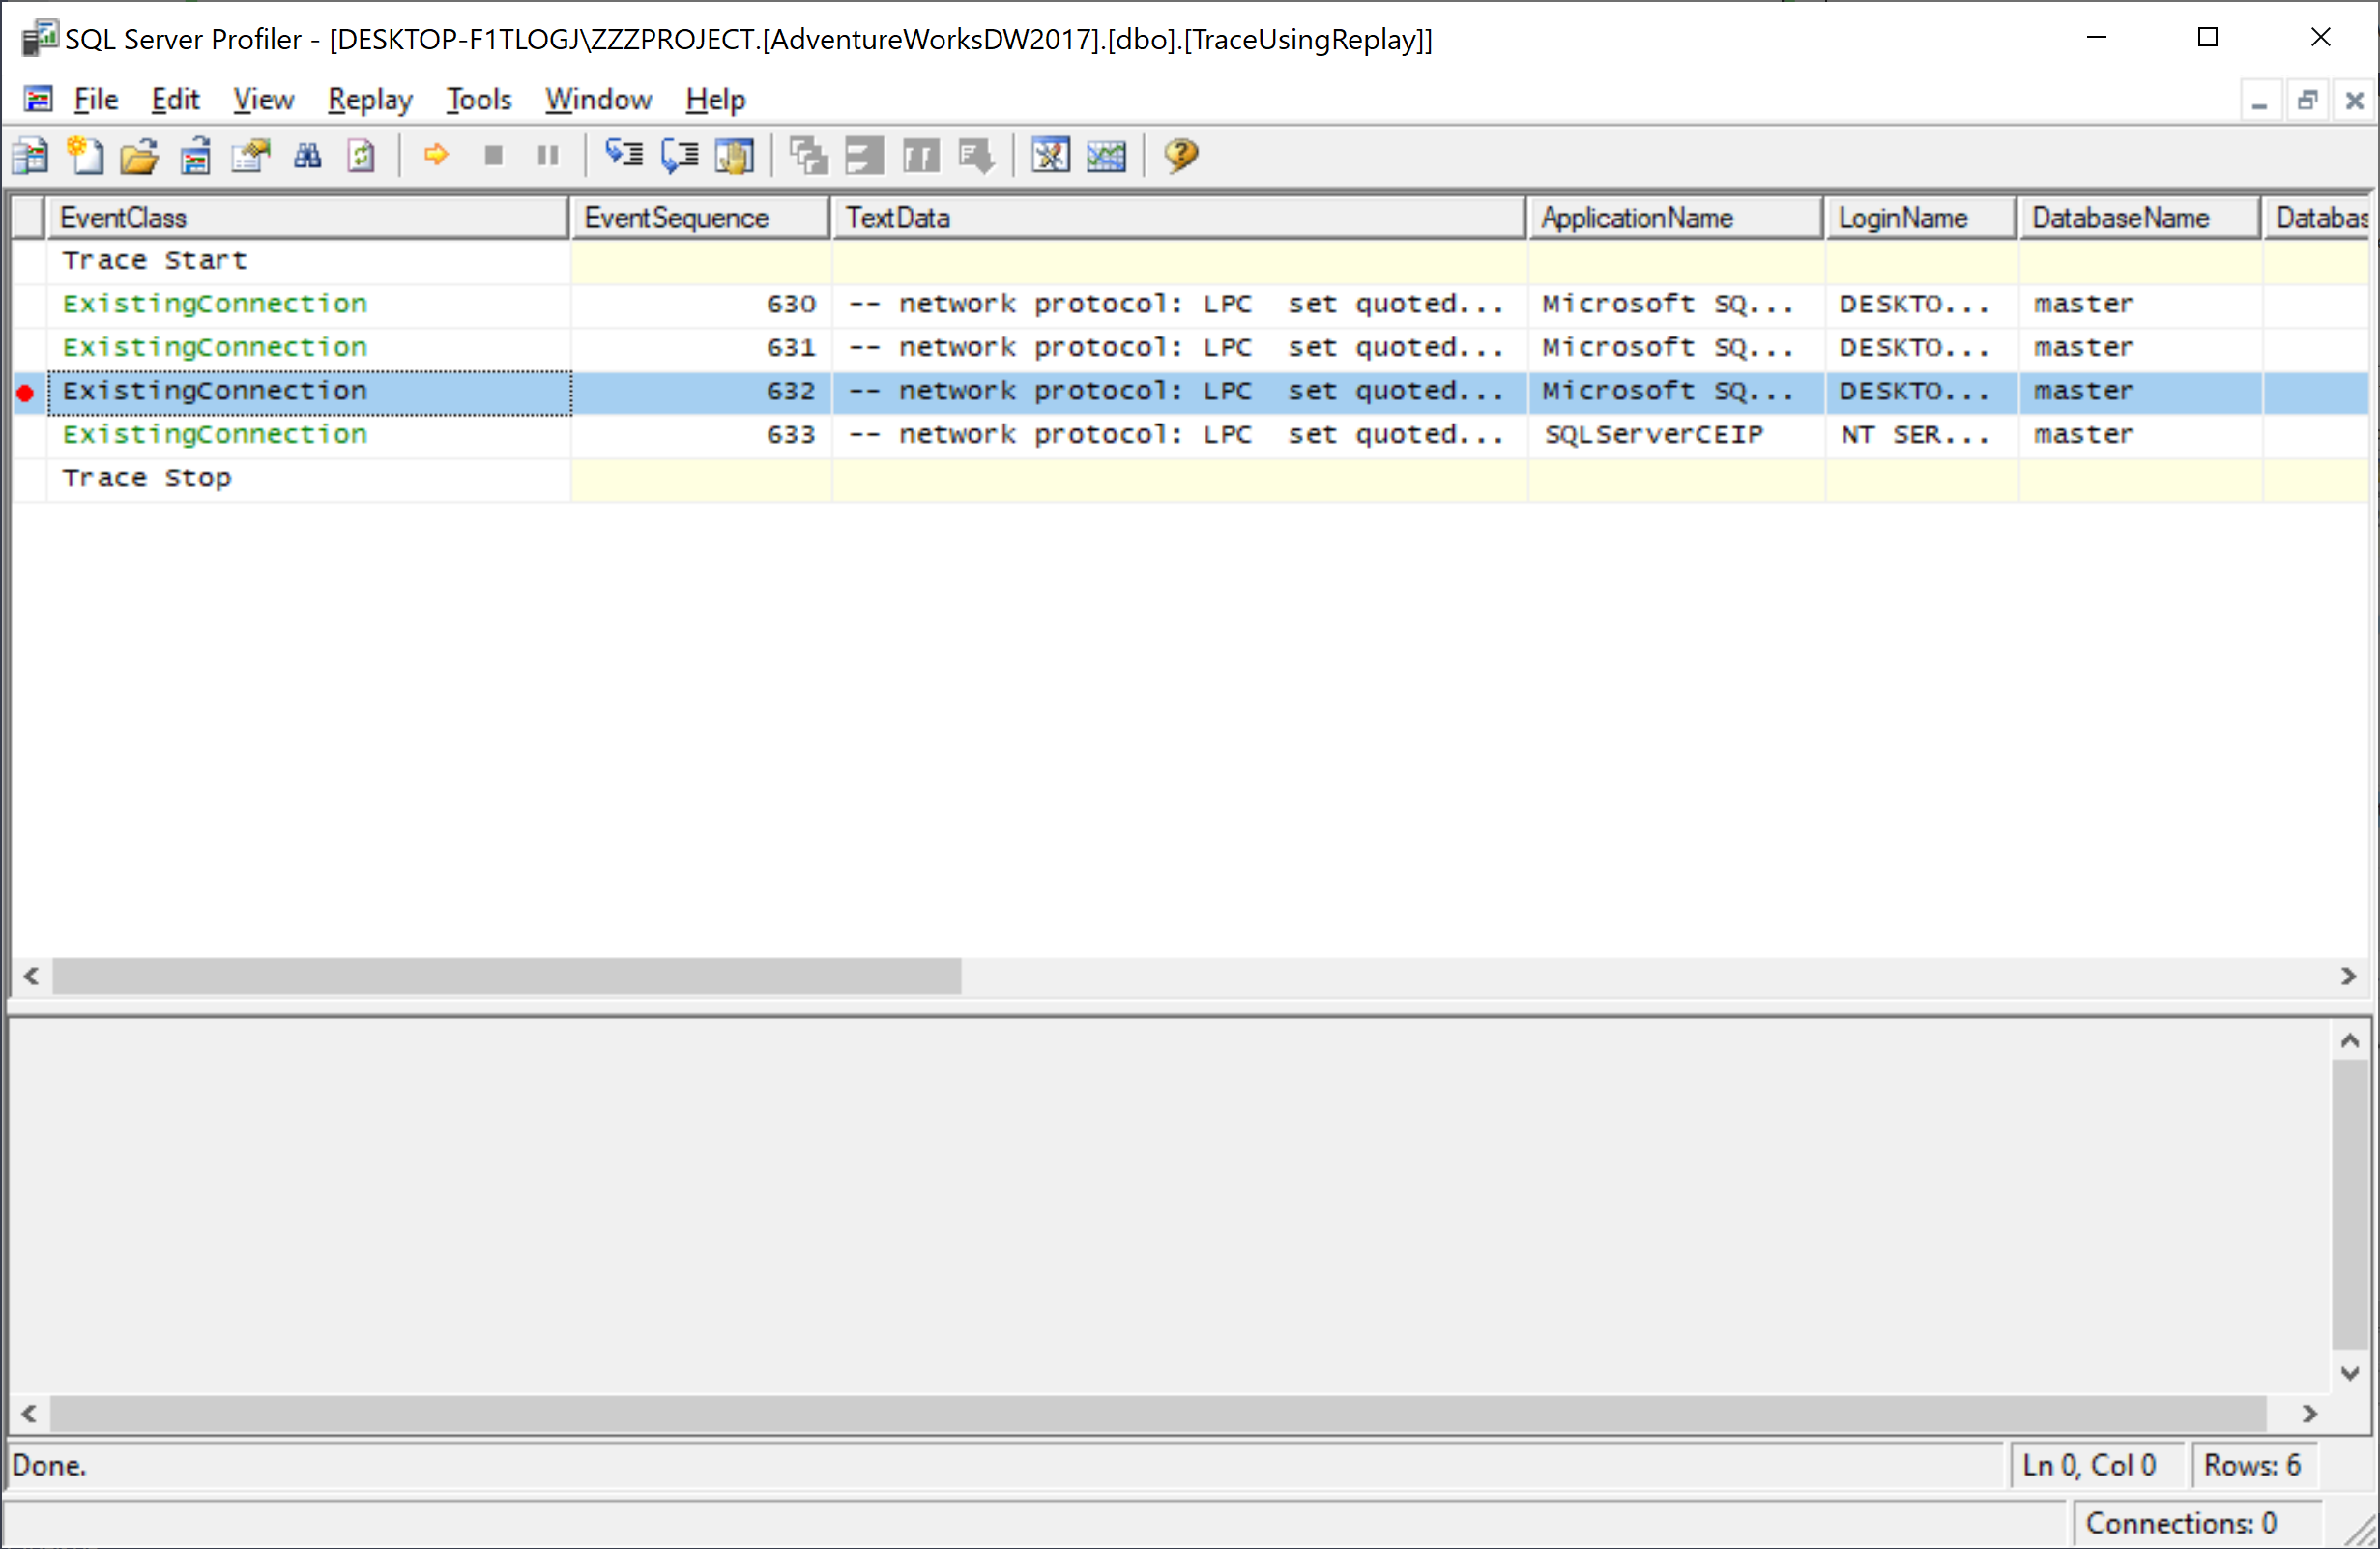 SQL Server Profiler - [DESKTOP-F1TLOGJ\ZZZPROJECT.[AdventureWorksDW2017].[dbo].[TraceUsingReplay]]
File Edit View Replay Tools Window Help
EventClass EventSequence TextData ApplicationName LoginName DatabaseName Databas
Trace Start
ExistingConnection 630 -- network protocol: LPC set quoted... Microsoft SQ... DESKTO... master
ExistingConnection 631 -- network protocol: LPC set quoted... Microsoft SQ... DESKTO... master
ExistingConnection 632 -- network protocol: LPC set quoted... Microsoft SQ... DESKTO... master
ExistingConnection 633 -- network protocol: LPC set quoted... SQLServerCEIP NT SER... master
Trace Stop
Done. Ln 0, Col 0 Rows: 6
Connections: 0